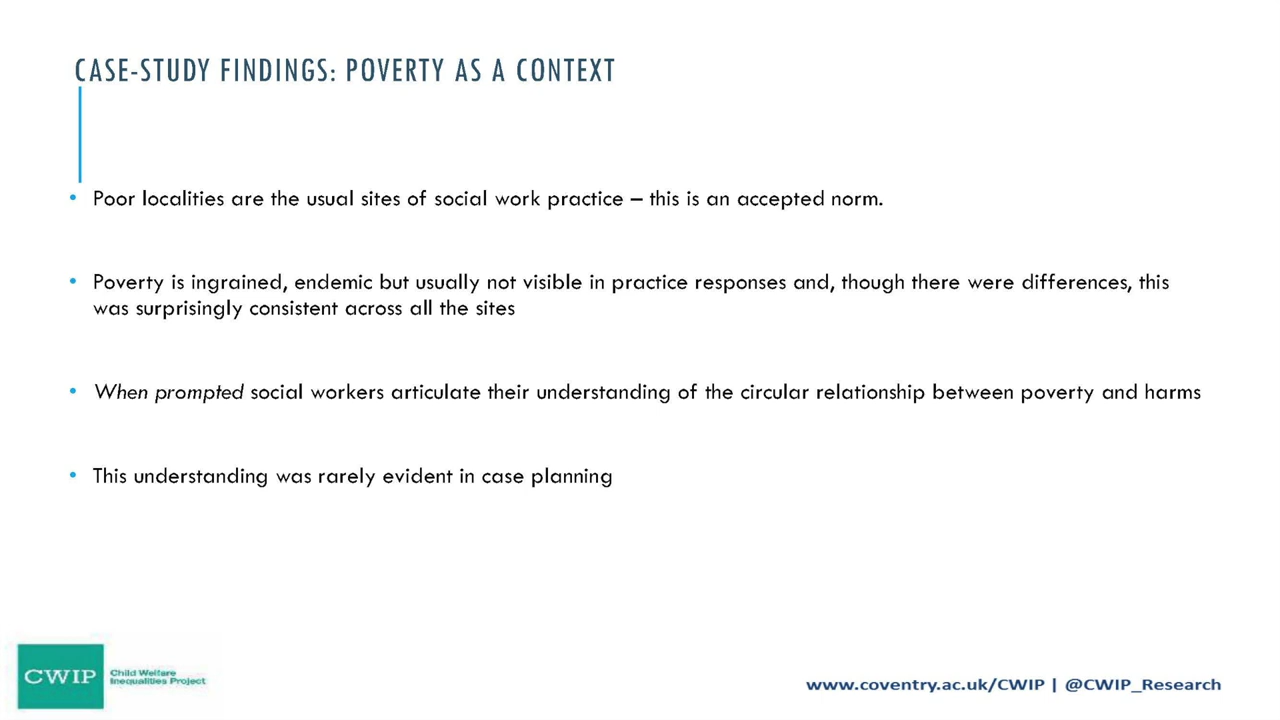 CASE-STUDY FINDINGS: POVERTY AS A CONTEXT
• Poor localities are the usual sites of social work practice – this is an accepted norm.
• Poverty is ingrained, endemic but usually not visible in practice responses and, though there were differences, this
was surprisingly consistent across all the sites
• When prompted social workers articulate their understanding of the circular relationship between poverty and harms
• This understanding was rarely evident in case planning
CWIP
Child Welfare
Inequalities Project
www.coventry.ac.uk/CWIP | @CWIP_Research